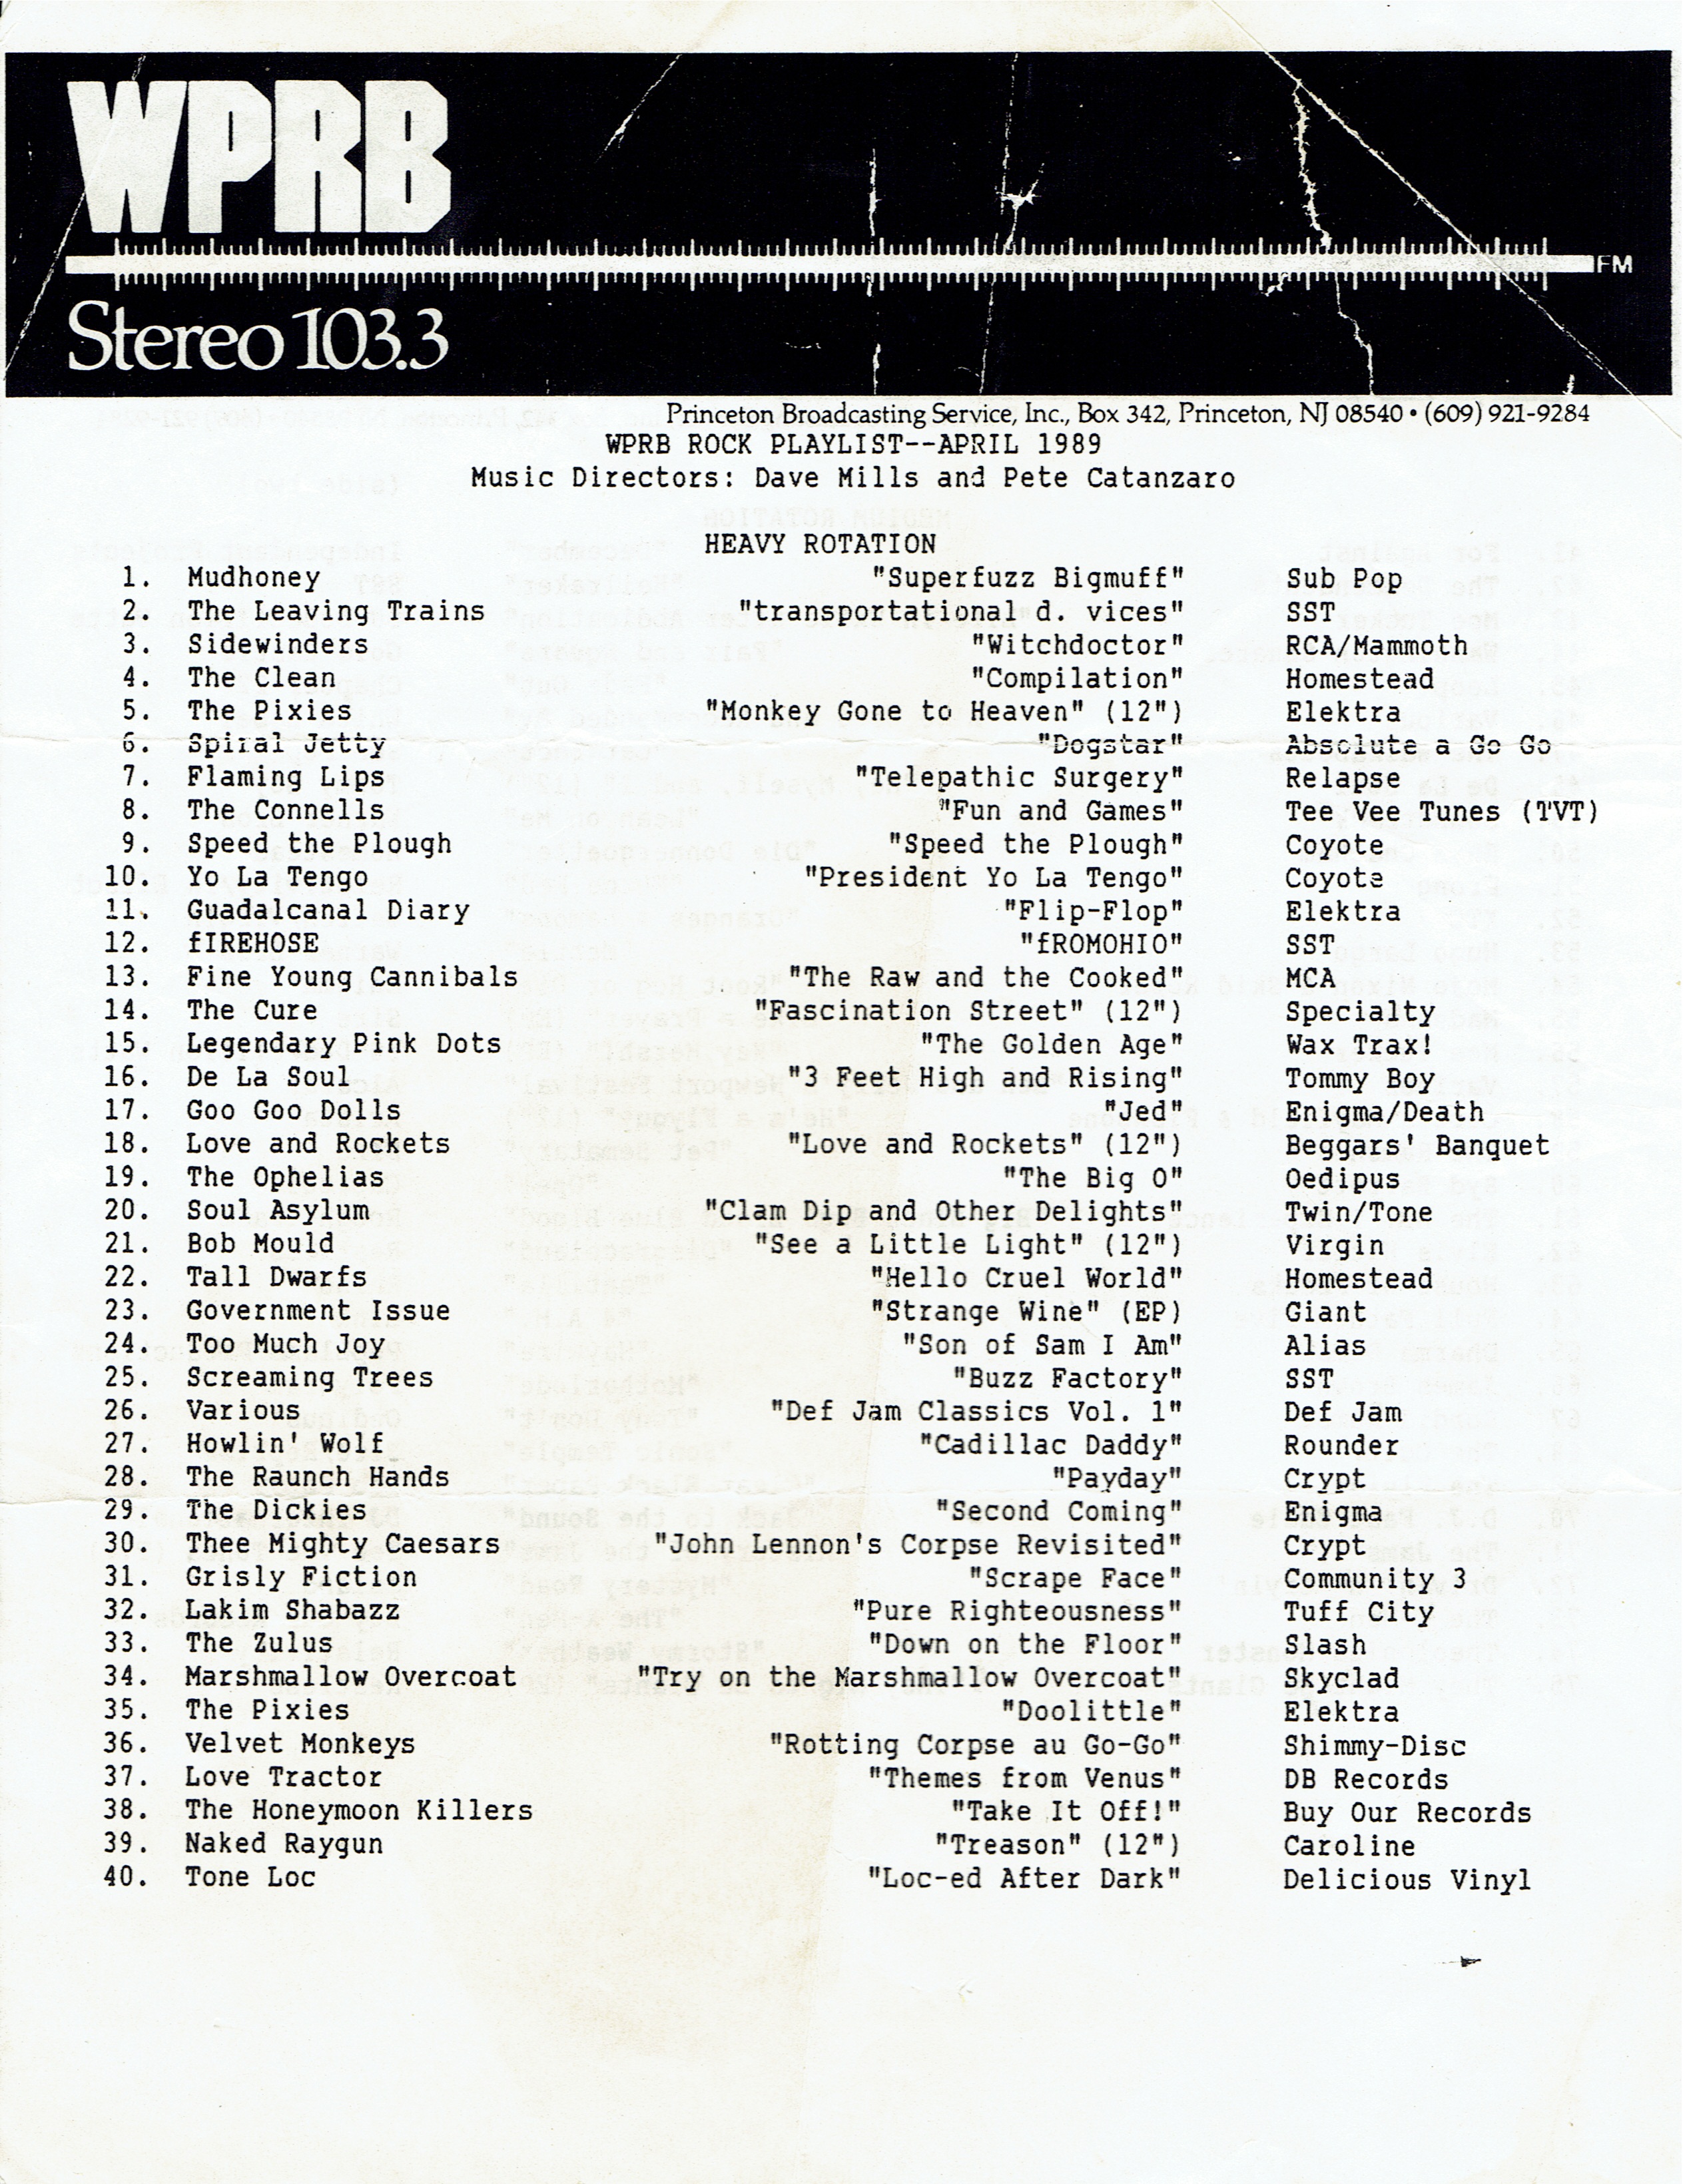 WPRB
FM
Stereo 103.3
Princeton Broadcasting Service, Inc., Box 342, Princeton, NJ 08540 • (609) 921-9284
WPRB ROCK PLAYLIST--APRIL 1989
Music Directors: Dave Mills and Pete Catanzaro
HEAVY ROTATION
1. Mudhoney "Superfuzz Bigmuff" Sub Pop
2. The Leaving Trains "transportational d. vices" SST
3. Sidewinders "Witchdoctor" RCA/Mammoth
4. The Clean "Compilation" Homestead
5. The Pixies "Monkey Gone to Heaven" (12") Elektra
6. Spiral Jetty "Dogstar" Absolute a Go Go
7. Flaming Lips "Telepathic Surgery" Relapse
8. The Connells "Fun and Games" Tee Vee Tunes (TVT)
9. Speed the Plough "Speed the Plough" Coyote
10. Yo La Tengo "President Yo La Tengo" Coyote
11. Guadalcanal Diary "Flip-Flop" Elektra
12. fIREHOSE "fROMOHIO" SST
13. Fine Young Cannibals "The Raw and the Cooked" MCA
14. The Cure "Fascination Street" (12") Specialty
15. Legendary Pink Dots "The Golden Age" Wax Trax!
16. De La Soul "3 Feet High and Rising" Tommy Boy
17. Goo Goo Dolls "Jed" Enigma/Death
18. Love and Rockets "Love and Rockets" (12") Beggars' Banquet
19. The Ophelias "The Big O" Oedipus
20. Soul Asylum "Clam Dip and Other Delights" Twin/Tone
21. Bob Mould "See a Little Light" (12") Virgin
22. Tall Dwarfs "Hello Cruel World" Homestead
23. Government Issue "Strange Wine" (EP) Giant
24. Too Much Joy "Son of Sam I Am" Alias
25. Screaming Trees "Buzz Factory" SST
26. Various "Def Jam Classics Vol. 1" Def Jam
27. Howlin' Wolf "Cadillac Daddy" Rounder
28. The Raunch Hands "Payday" Crypt
29. The Dickies "Second Coming" Enigma
30. Thee Mighty Caesars "John Lennon's Corpse Revisited" Crypt
31. Grisly Fiction "Scrape Face" Community 3
32. Lakim Shabazz "Pure Righteousness" Tuff City
33. The Zulus "Down on the Floor" Slash
34. Marshmallow Overcoat "Try on the Marshmallow Overcoat" Skyclad
35. The Pixies "Doolittle" Elektra
36. Velvet Monkeys "Rotting Corpse au Go-Go" Shimmy-Disc
37. Love Tractor "Themes from Venus" DB Records
38. The Honeymoon Killers "Take It Off!" Buy Our Records
39. Naked Raygun "Treason" (12") Caroline
40. Tone Loc "Loc-ed After Dark" Delicious Vinyl